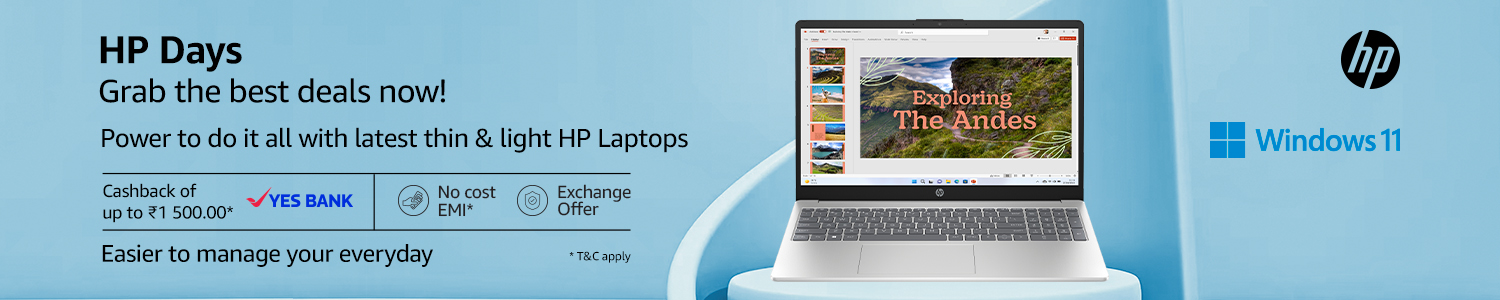 HP Days
Grab the best deals now!
Power to do it all with latest thin & light HP Laptops
Cashback of
up to ₹1 500.00*
YES BANK
No cost
EMI*
Exchange
Offer
Easier to manage your everyday
* T&C apply
Exploring
The Andes
hp
hp
Windows 11